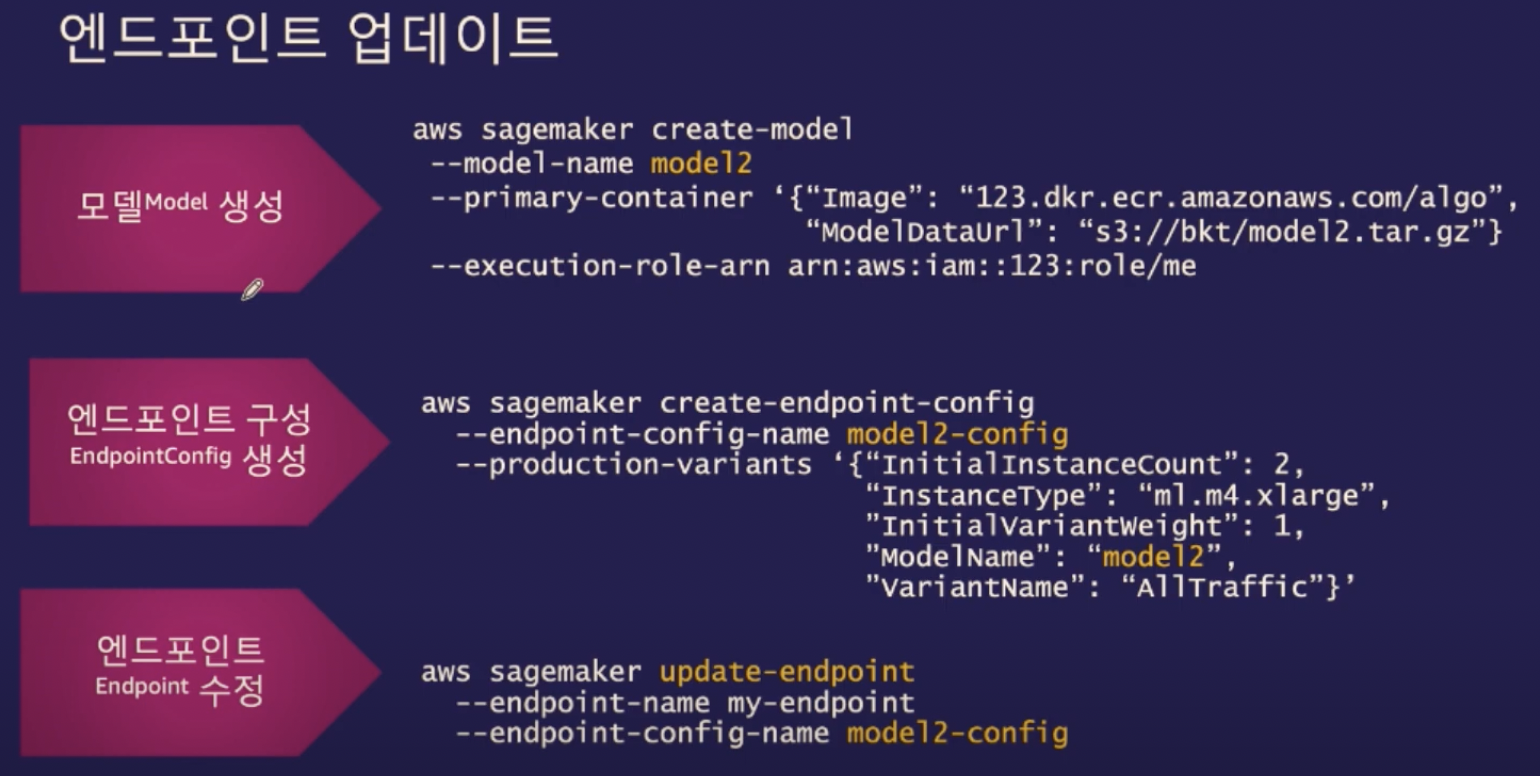 엔드포인트 업데이트
모델Model 생성
aws sagemaker create-model
--model-name model2
--primary-container ‘{“Image”: “123.dkr.ecr.amazonaws.com/algo”,
“ModelDataUrl”: “s3://bkt/model2.tar.gz”}
--execution-role-arn arn:aws:iam::123:role/me
엔드포인트 구성
EndpointConfig 생성
aws sagemaker create-endpoint-config
--endpoint-config-name model2-config
--production-variants ‘{“InitialInstanceCount”: 2,
“InstanceType”: “ml.m4.xlarge”,
”InitialVariantWeight”: 1,
”ModelName”: “model2”,
”VariantName”: “AllTraffic”}’
엔드포인트
Endpoint 수정
aws sagemaker update-endpoint
--endpoint-name my-endpoint
--endpoint-config-name model2-config